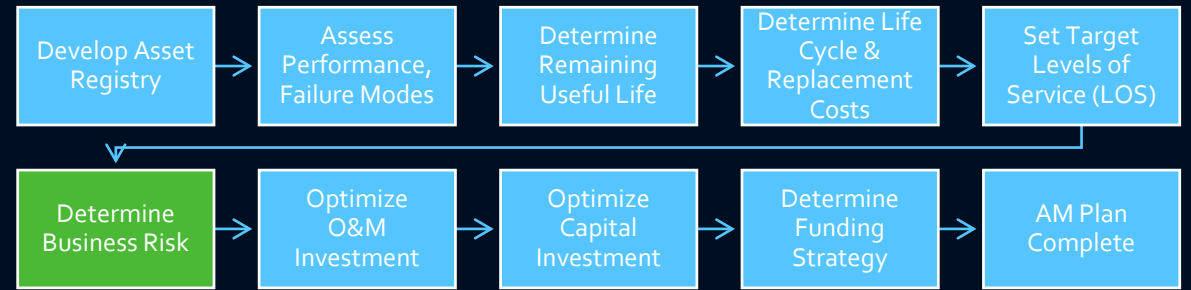 Develop Asset
Registry
Assess
Performance,
Failure Modes
Determine
Remaining
Useful Life
Determine Life
Cycle &
Replacement
Costs
Set Target
Levels of
Service (LOS)
Determine
Business Risk
Optimize
O&M
Investment
Optimize
Capital
Investment
Determine
Funding
Strategy
AM Plan
Complete